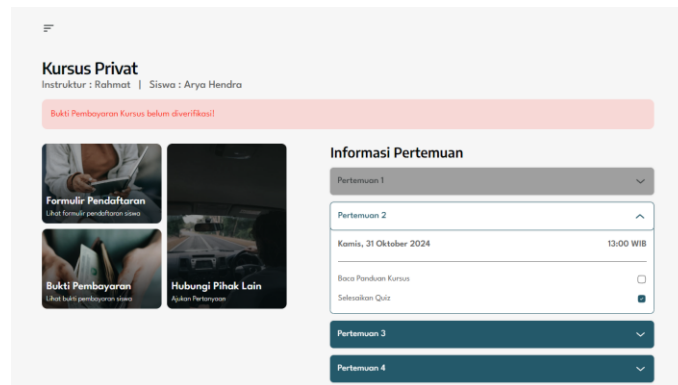 Kursus Privat
Instruktur : Rahmat | Siswa : Arya Hendra
Bukti Pembayaran Kursus belum diverifikasi!
Formulir Pendaftaran
Lihat formulir pendaftaran siswa
Bukti Pembayaran
Lihat bukti pembayaran siswa
Hubungi Pihak Lain
Ajukan Pertanyaan
Informasi Pertemuan
Pertemuan 1
Pertemuan 2
Kamis, 31 Oktober 2024 13:00 WIB
Baca Panduan Kursus
Selesaikan Quiz
Pertemuan 3
Pertemuan 4